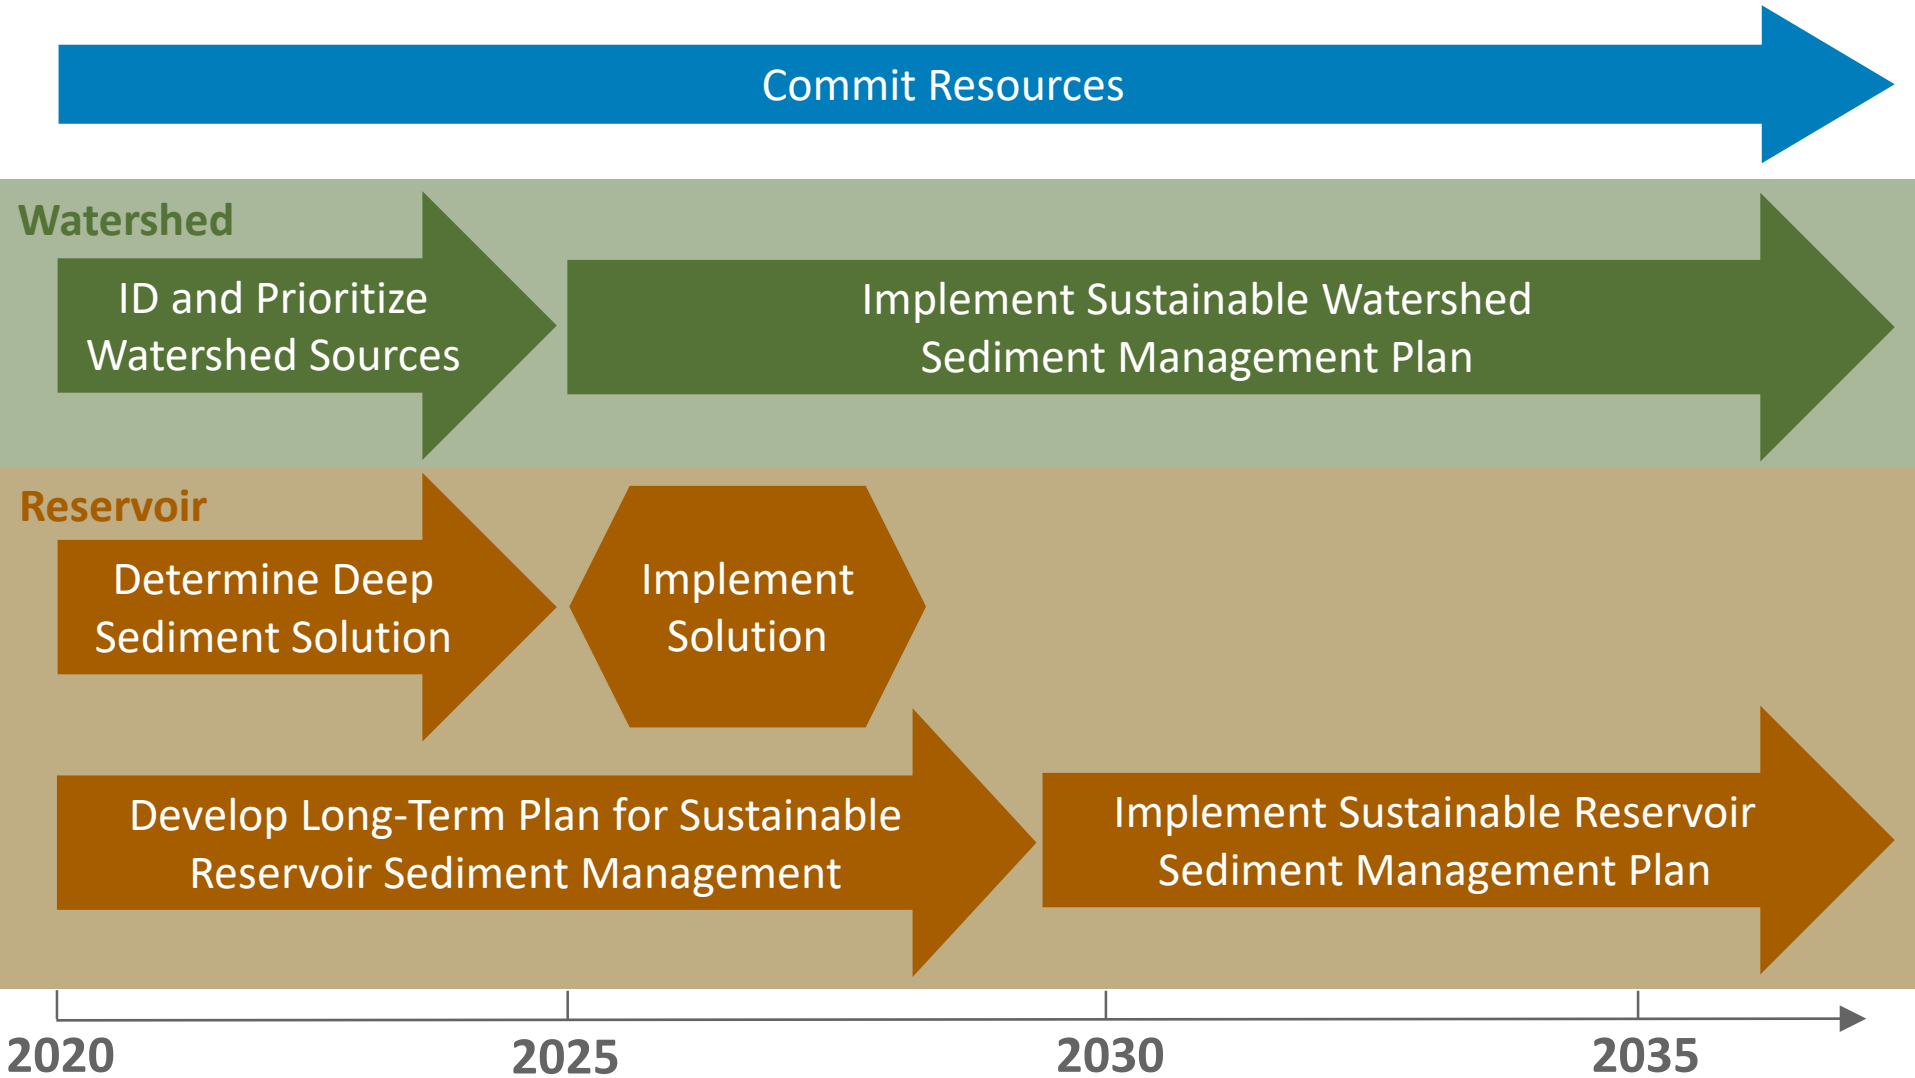 Commit Resources
Watershed
ID and Prioritize
Watershed Sources
Implement Sustainable Watershed
Sediment Management Plan
Reservoir
Determine Deep
Sediment Solution
Implement
Solution
Develop Long-Term Plan for Sustainable
Reservoir Sediment Management
Implement Sustainable Reservoir
Sediment Management Plan
2020
2025
2030
2035